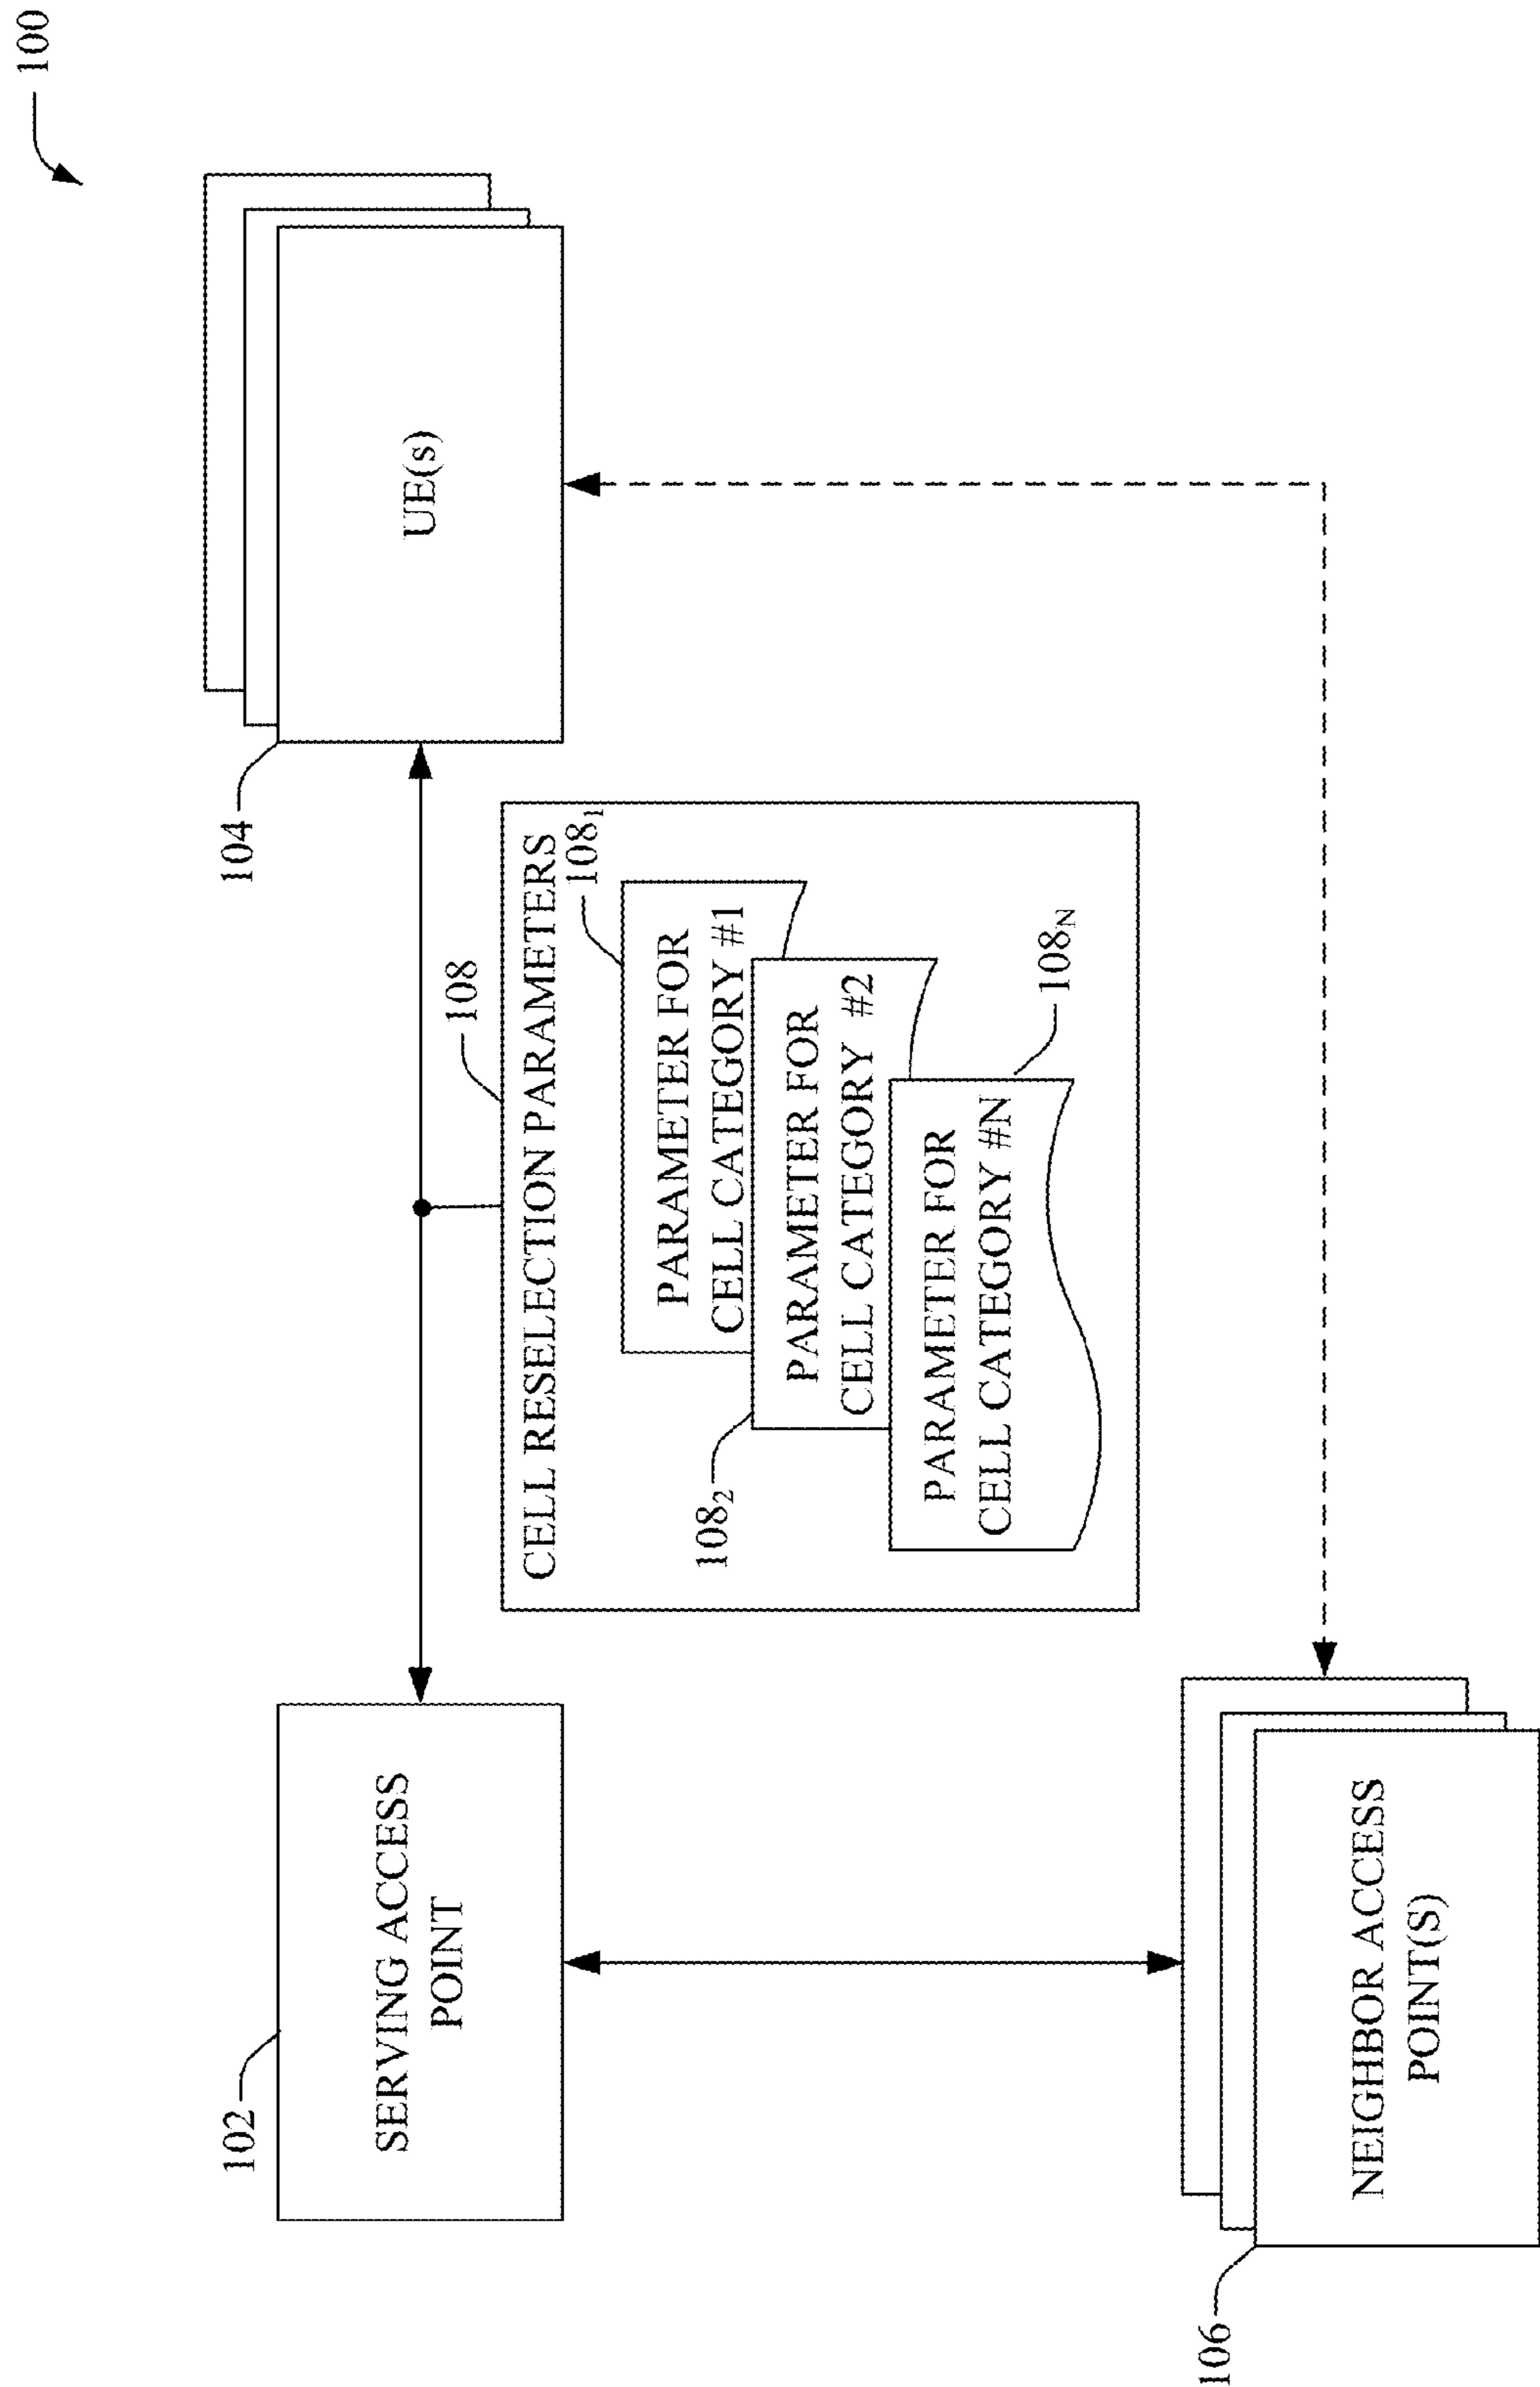 100
102
SERVING ACCESS
POINT
104
UE(s)
108
CELL RESELECTION PARAMETERS
108₁
PARAMETER FOR
CELL CATEGORY #1
108₂
PARAMETER FOR
CELL CATEGORY #2
108ₙ
PARAMETER FOR
CELL CATEGORY #N
106
NEIGHBOR ACCESS
POINT(S)